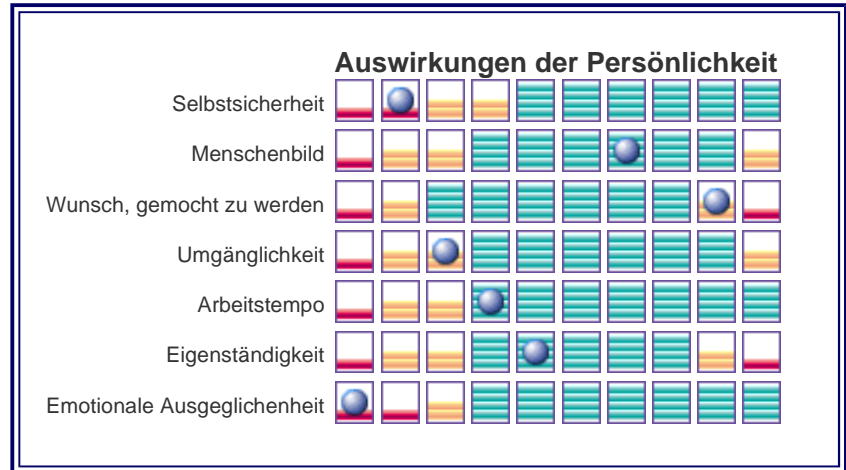 Auswirkungen der Persönlichkeit
Selbstsicherheit
Menschenbild
Wunsch, gemocht zu werden
Umgänglichkeit
Arbeitstempo
Eigenständigkeit
Emotionale Ausgeglichenheit